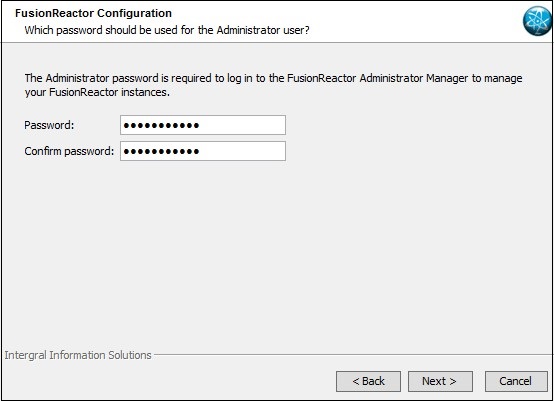 FusionReactor Configuration
Which password should be used for the Administrator user?
The Administrator password is required to log in to the FusionReactor Administrator Manager to manage
your FusionReactor instances.
Password: ●●●●●●●●●●●
Confirm password: ●●●●●●●●●●●
Intergral Information Solutions
< Back Next > Cancel